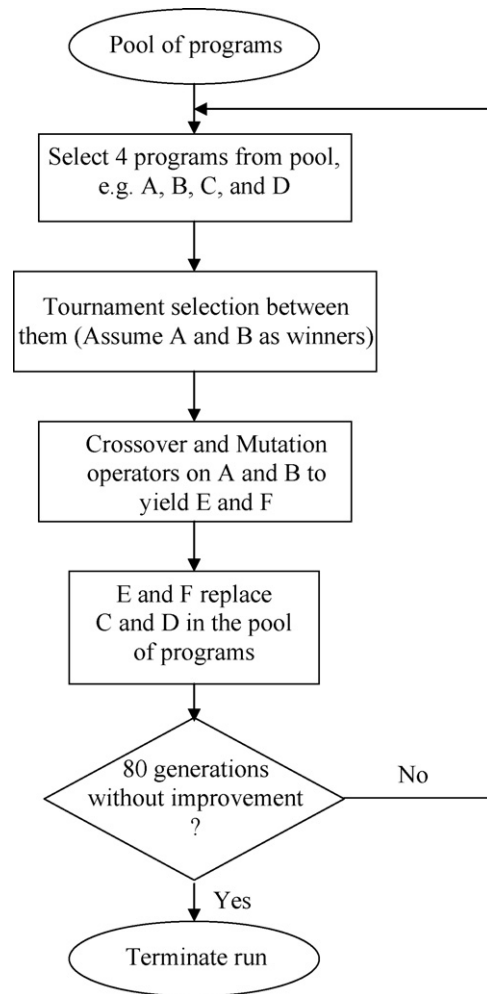 Pool of programs
Select 4 programs from pool,
e.g. A, B, C, and D
Tournament selection between
them (Assume A and B as winners)
Crossover and Mutation
operators on A and B to
yield E and F
E and F replace
C and D in the pool
of programs
80 generations
without improvement
?
No
Yes
Terminate run